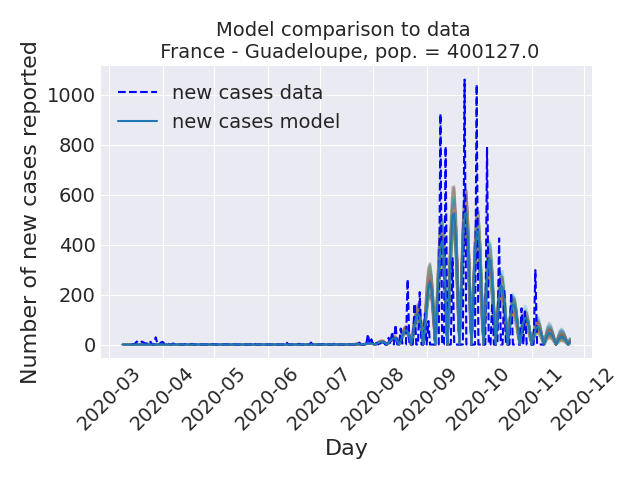 Model comparison to data
France - Guadeloupe, pop. = 400127.0
Number of new cases reported
1000
800
600
400
200
0
new cases data
new cases model
2020-03
2020-04
2020-05
2020-06
2020-07
2020-08
2020-09
2020-10
2020-11
2020-12
Day